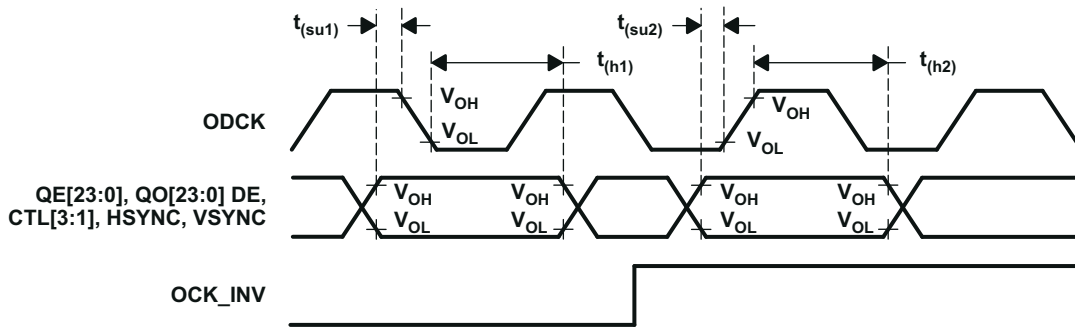 t(su1)
t(su2)
t(h1)
t(h2)
ODCK
VOH
VOL
VOH
VOL
QE[23:0], QO[23:0] DE,
CTL[3:1], HSYNC, VSYNC
VOH
VOH
VOH
VOH
VOL
VOL
VOL
VOL
OCK_INV